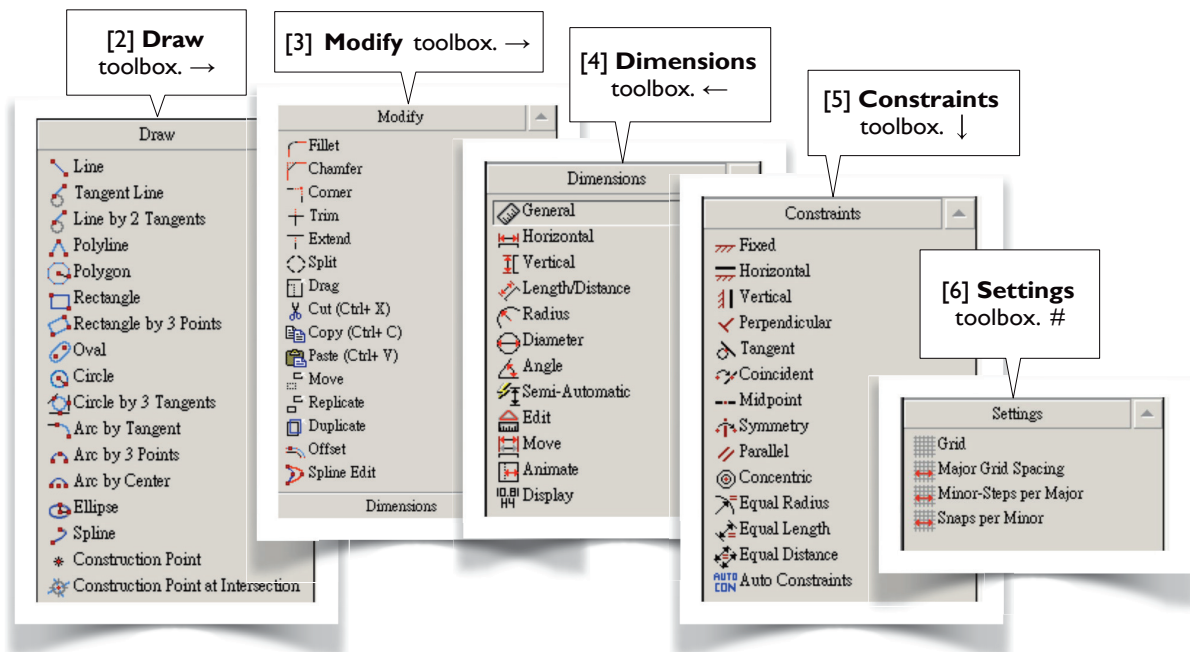 [2] Draw
toolbox. →
[3] Modify toolbox. →
[4] Dimensions
toolbox. ←
[5] Constraints
toolbox. ↓
[6] Settings
toolbox. #
Draw
Line
Tangent Line
Line by 2 Tangents
Polyline
Polygon
Rectangle
Rectangle by 3 Points
Oval
Circle
Circle by 3 Tangents
Arc by Tangent
Arc by 3 Points
Arc by Center
Ellipse
Spline
Construction Point
Construction Point at Intersection
Modify
Fillet
Chamfer
Corner
Trim
Extend
Split
Drag
Cut (Ctrl+ X)
Copy (Ctrl+ C)
Paste (Ctrl+ V)
Move
Replicate
Duplicate
Offset
Spline Edit
Dimensions
Dimensions
General
Horizontal
Vertical
Length/Distance
Radius
Diameter
Angle
Semi-Automatic
Edit
Move
Animate
10.81
H4
Display
Constraints
Fixed
Horizontal
Vertical
Perpendicular
Tangent
Coincident
Midpoint
Symmetry
Parallel
Concentric
Equal Radius
Equal Length
Equal Distance
AUTO
CON
Auto Constraints
Settings
Grid
Major Grid Spacing
Minor-Steps per Major
Snaps per Minor